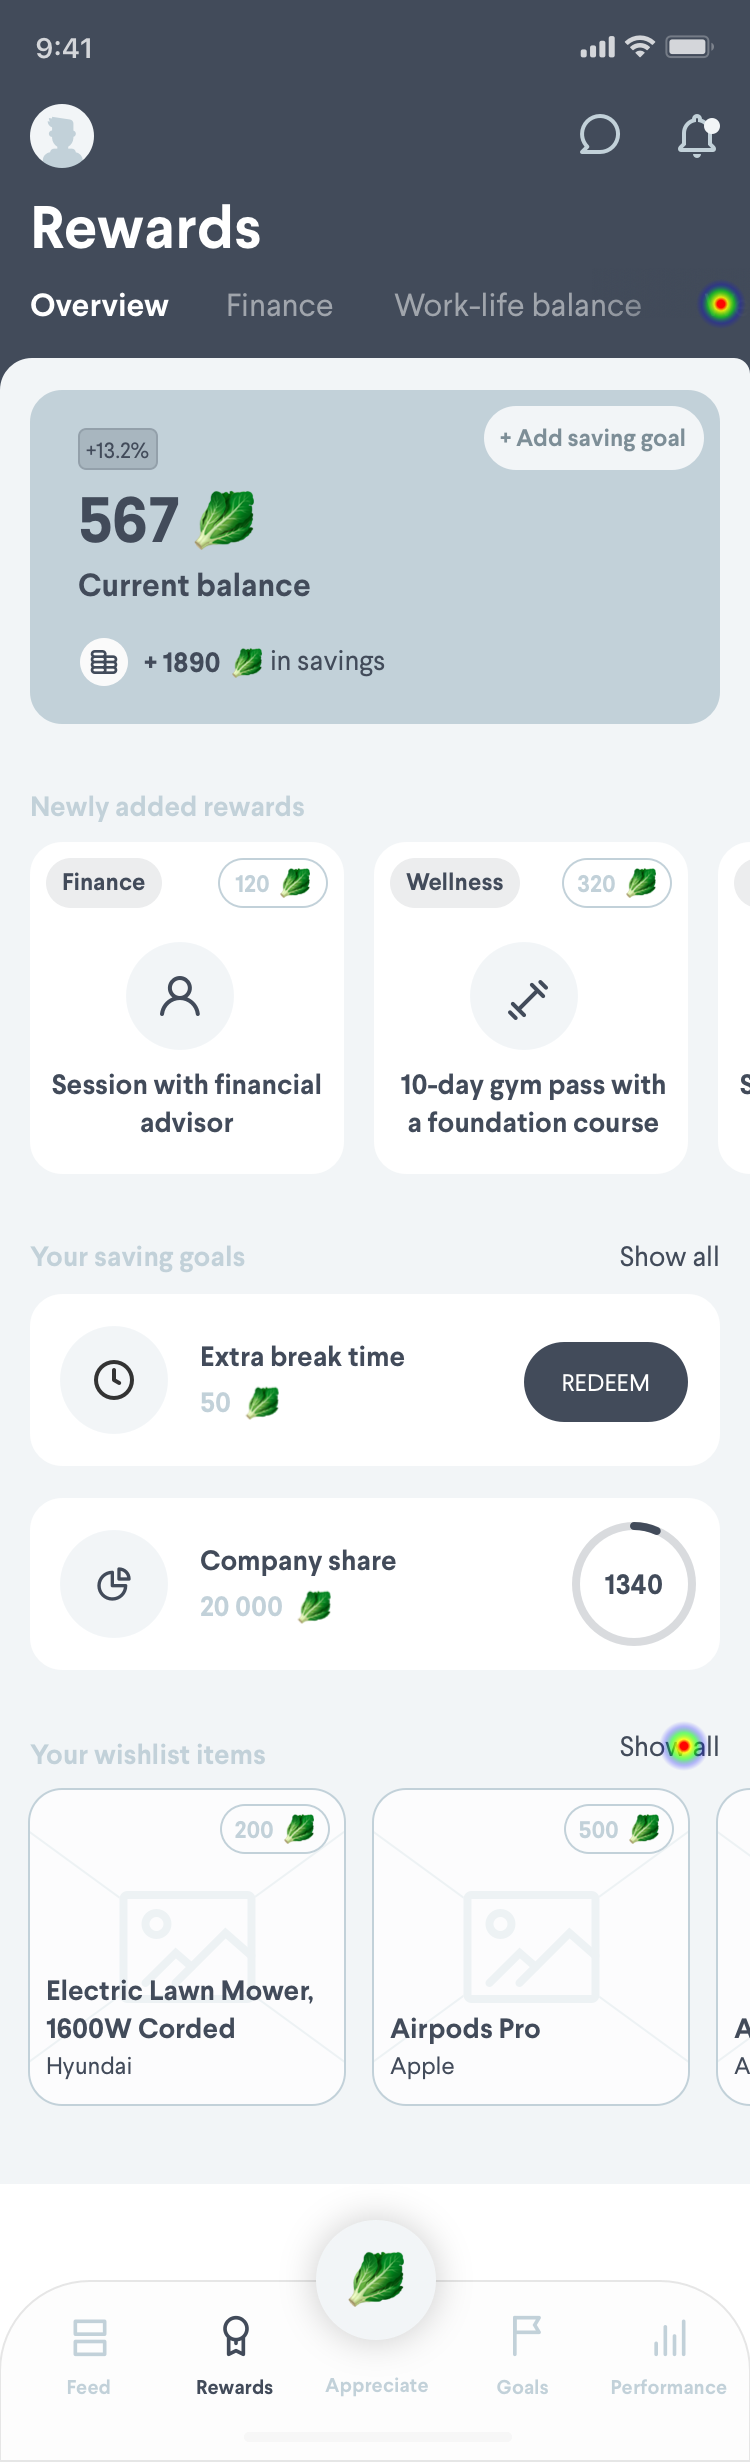 9:41
Rewards
Overview Finance Work-life balance
+13.2%
+ Add saving goal
567
Current balance
+ 1890 in savings
Newly added rewards
Finance 120
Session with financial
advisor
Wellness 320
10-day gym pass with
a foundation course
Your saving goals
Show all
Extra break time
50
REDEEM
Company share
20 000
1340
Your wishlist items
Show all
200
Electric Lawn Mower,
1600W Corded
Hyundai
500
Airpods Pro
Apple
Feed
Rewards
Appreciate
Goals
Performance